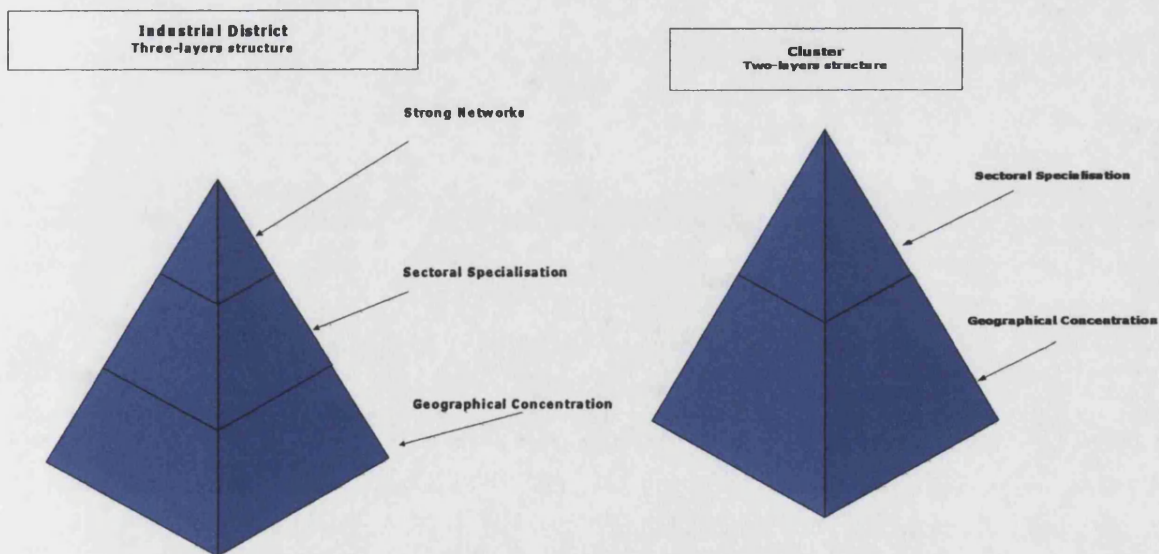 Industrial District
Three-layers structure
Strong Networks
Sectoral Specialisation
Geographical Concentration
Cluster
Two-layers structure
Sectoral Specialisation
Geographical Concentration